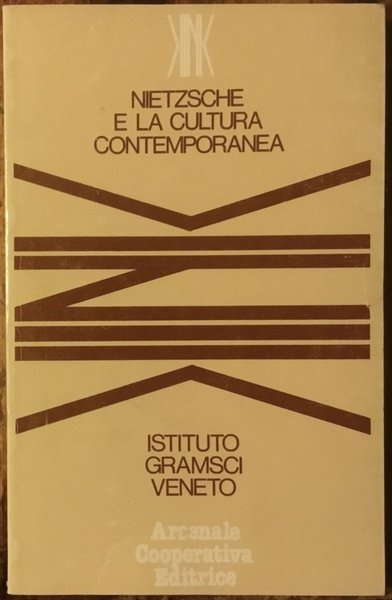 NIETZSCHE
E LA CULTURA
CONTEMPORANEA
ISTITUTO
GRAMSCI
VENETO
Arsenale
Cooperativa
Editrice